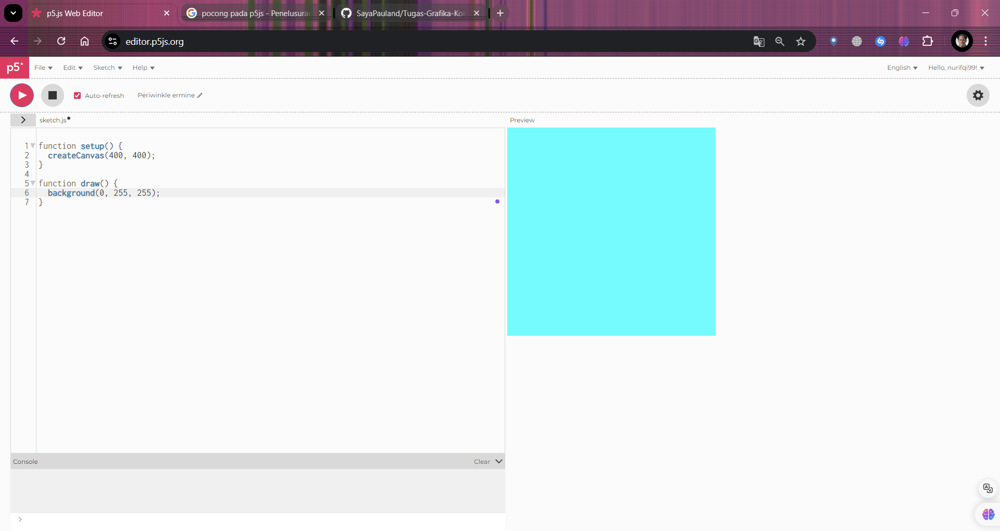 p5.js Web Editor
pocong pada p5js - Penelusuran
SayaPauland/Tugas-Grafika-Kor
editor.p5js.org
p5*
File
Edit
Sketch
Help
English
Hello, nurifqi99!
Auto-refresh
Periwinkle ermine
>
sketch.js
Preview
1 function setup() {
2 createCanvas(400, 400);
3 }
4
5 function draw() {
6 background(0, 255, 255);
7 }
Console
Clear
>